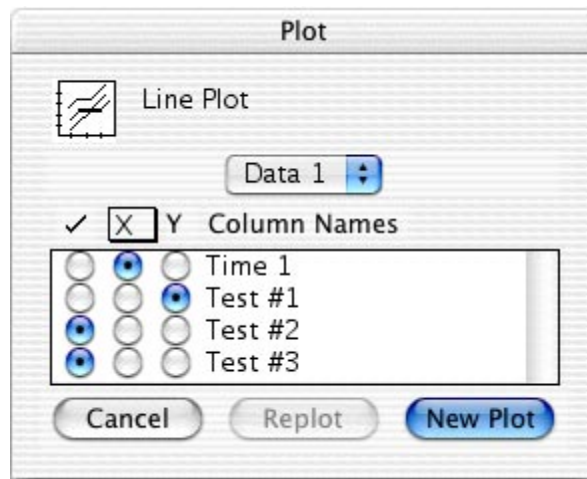 Plot
Line Plot
Data 1
✓ X Y Column Names
Time 1
Test #1
Test #2
Test #3
Cancel Replot New Plot